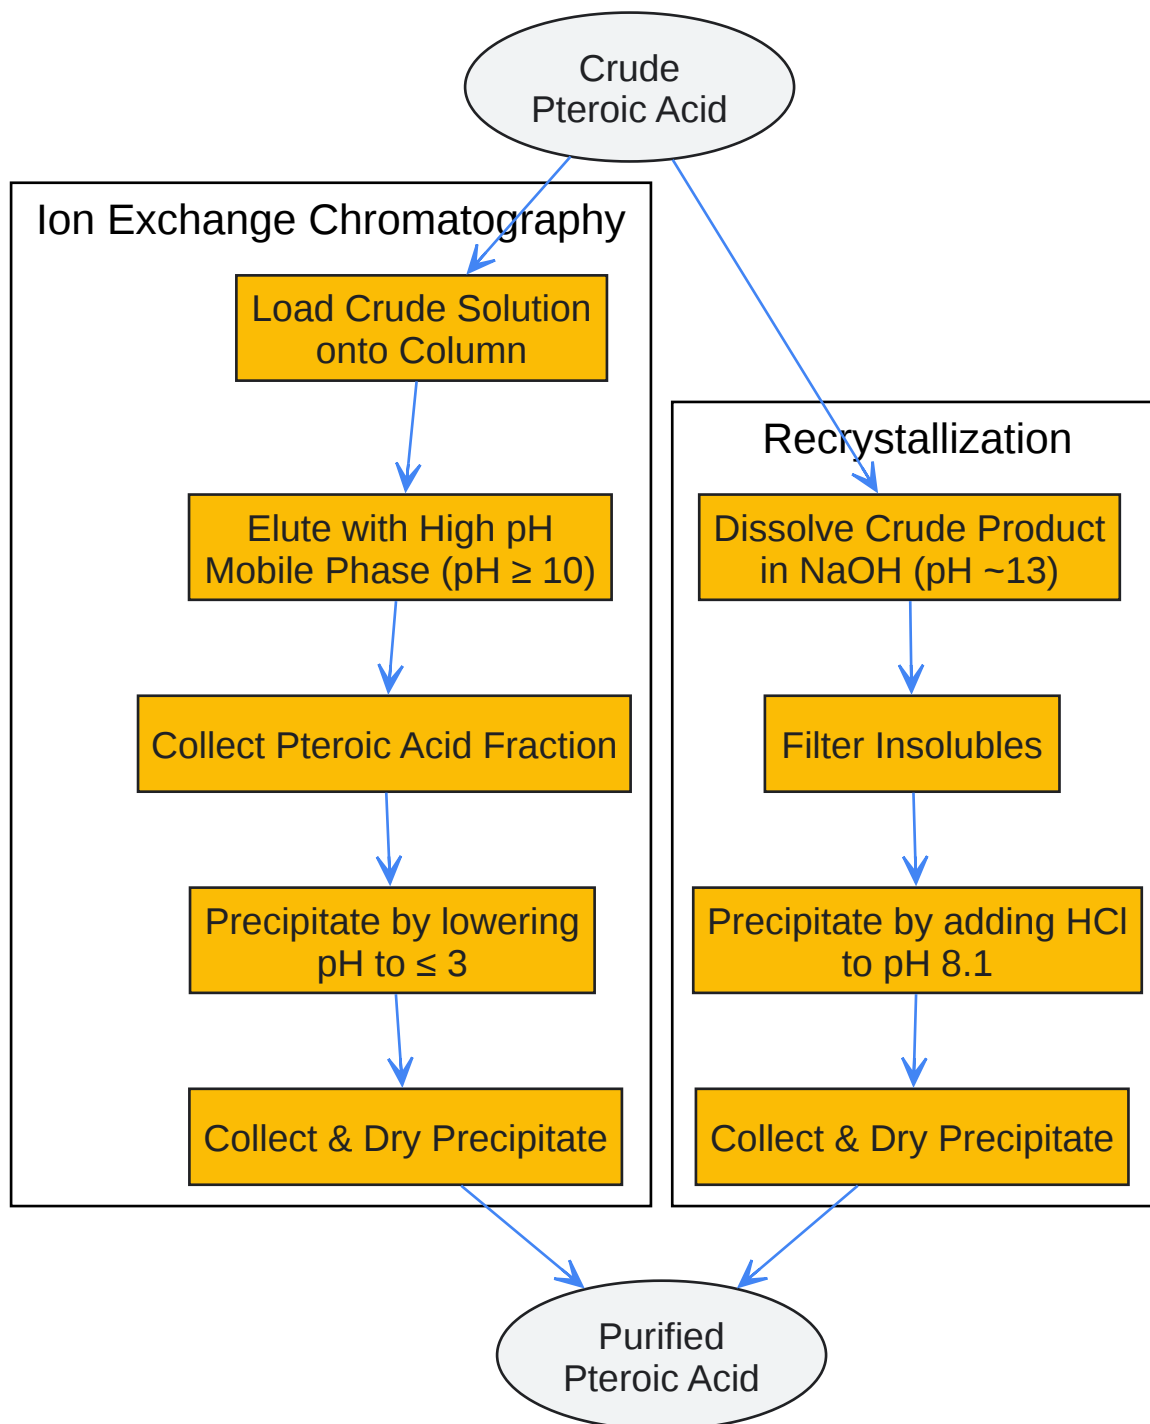 Crude
Pteroic Acid
Ion Exchange Chromatography
Load Crude Solution
onto Column
Elute with High pH
Mobile Phase (pH ≥ 10)
Collect Pteroic Acid Fraction
Precipitate by lowering
pH to ≤ 3
Collect & Dry Precipitate
Recrystallization
Dissolve Crude Product
in NaOH (pH ~13)
Filter Insolubles
Precipitate by adding HCl
to pH 8.1
Collect & Dry Precipitate
Purified
Pteroic Acid